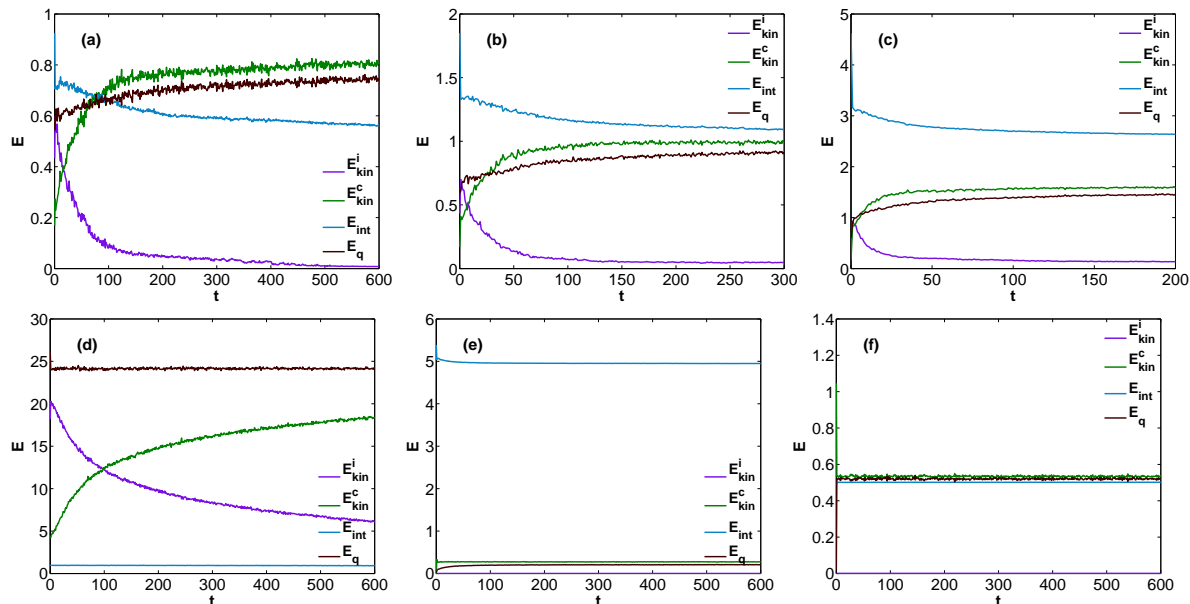 (a)
1
0.8
0.6
0.4
0.2
0
E
0 100 200 300 400 500 600
t
E^i_kin
E^c_kin
E_int
E_q
(b)
2
1.5
1
0.5
0
E
0 50 100 150 200 250 300
t
E^i_kin
E^c_kin
E_int
E_q
(c)
5
4
3
2
1
0
E
0 50 100 150 200
t
E^i_kin
E^c_kin
E_int
E_q
(d)
30
25
20
15
10
5
0
E
0 100 200 300 400 500 600
t
E^i_kin
E^c_kin
E_int
E_q
(e)
6
5
4
3
2
1
0
E
0 100 200 300 400 500 600
t
E^i_kin
E^c_kin
E_int
E_q
(f)
1.4
1.2
1
0.8
0.6
0.4
0.2
0
E
0 100 200 300 400 500 600
t
E^i_kin
E^c_kin
E_int
E_q